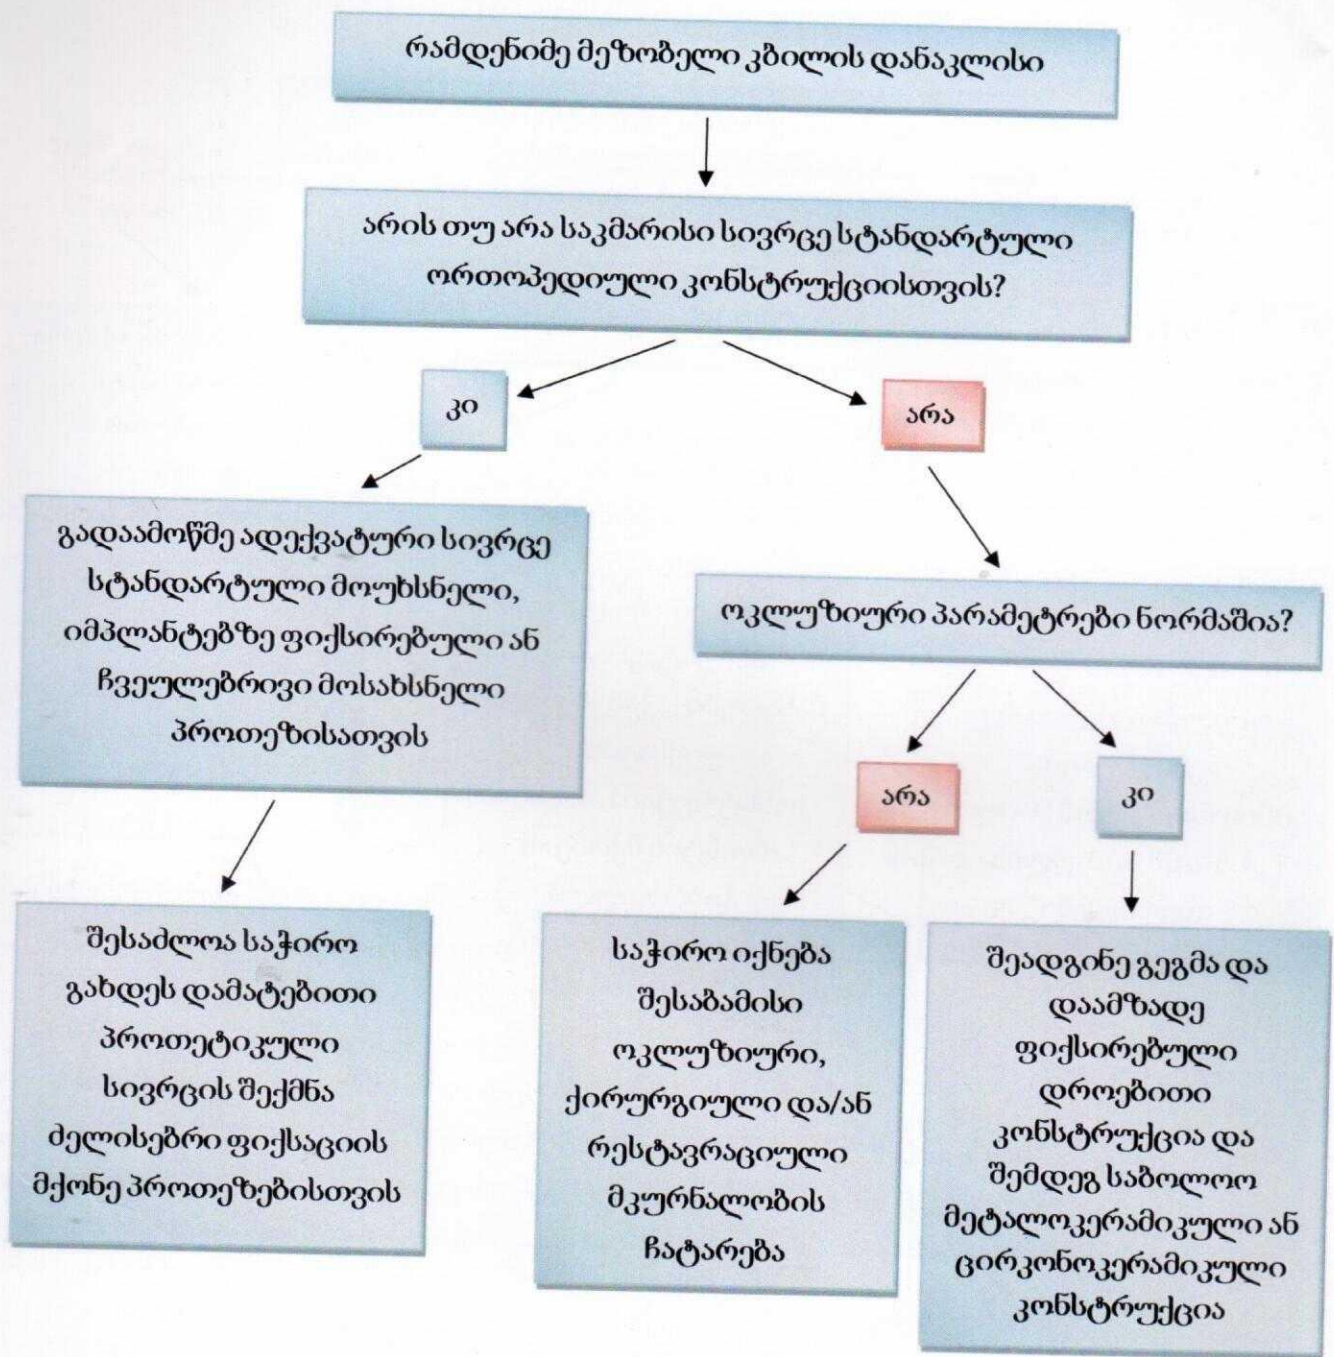 რამდენიმე მეზობელი კბილის დანაკლისი
არის თუ არა საკმარისი სივრცე სტანდარტული
ორთოპედიული კონსტრუქციისთვის?
კი
არა
გადაამოწმე ადექვატური სივრცე
სტანდარტული მოუხსნელი,
იმპლანტებზე ფიქსირებული ან
ჩვეულებრივი მოსახსნელი
პროთეზისათვის
ოკლუზიური პარამეტრები ნორმაშია?
არა
კი
შესაძლოა საჭირო
გახდეს დამატებითი
პროთეტიკული
სივრცის შექმნა
ძელისებრი ფიქსაციის
მქონე პროთეზებისთვის
საჭირო იქნება
შესაბამისი
ოკლუზიური,
ქირურგიული და/ან
რესტავრაციული
მკურნალობის
ჩატარება
შეადგინე გეგმა და
დაამზადე
ფიქსირებული
დროებითი
კონსტრუქცია და
შემდეგ საბოლოო
მეტალოკერამიკული ან
ცირკონოკერამიკული
კონსტრუქცია